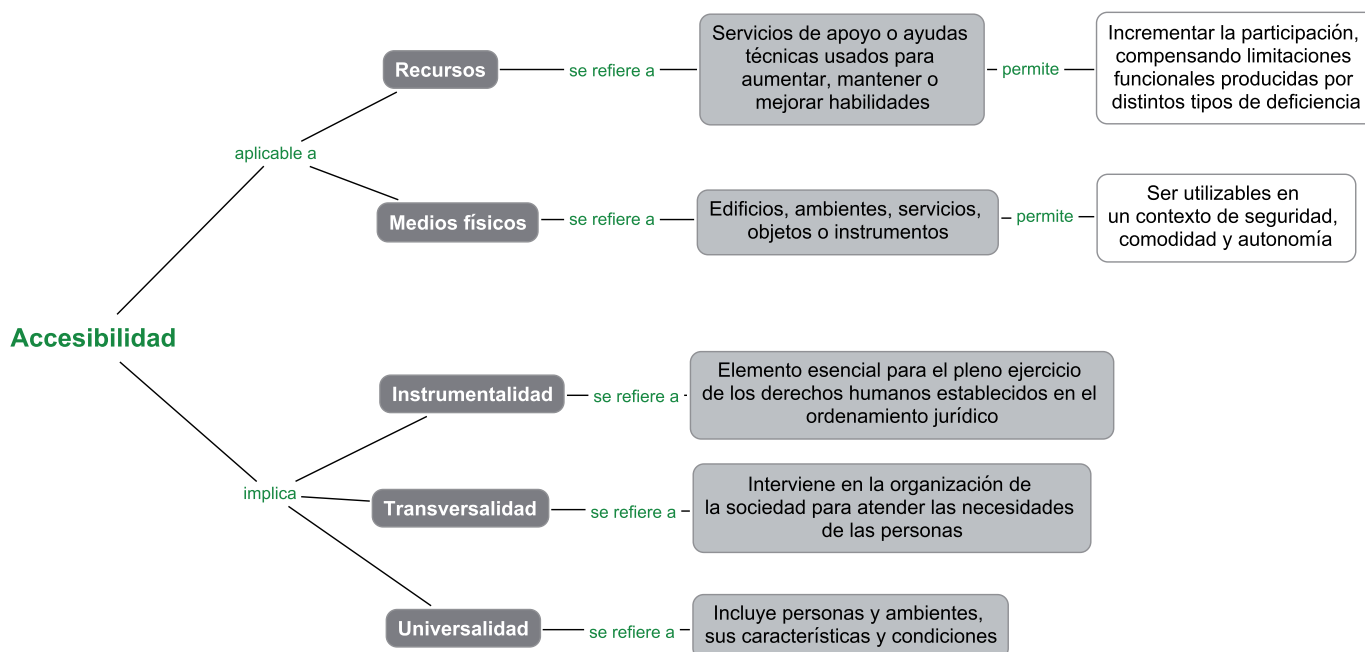 Accesibilidad
aplicable a
Recursos
se refiere a
Servicios de apoyo o ayudas
técnicas usados para
aumentar, mantener o
mejorar habilidades
permite
Incrementar la participación,
compensando limitaciones
funcionales producidas por
distintos tipos de deficiencia
Medios físicos
se refiere a
Edificios, ambientes, servicios,
objetos o instrumentos
permite
Ser utilizables en
un contexto de seguridad,
comodidad y autonomía
implica
Instrumentalidad
se refiere a
Elemento esencial para el pleno ejercicio
de los derechos humanos establecidos en el
ordenamiento jurídico
Transversalidad
se refiere a
Interviene en la organización de
la sociedad para atender las necesidades
de las personas
Universalidad
se refiere a
Incluye personas y ambientes,
sus características y condiciones